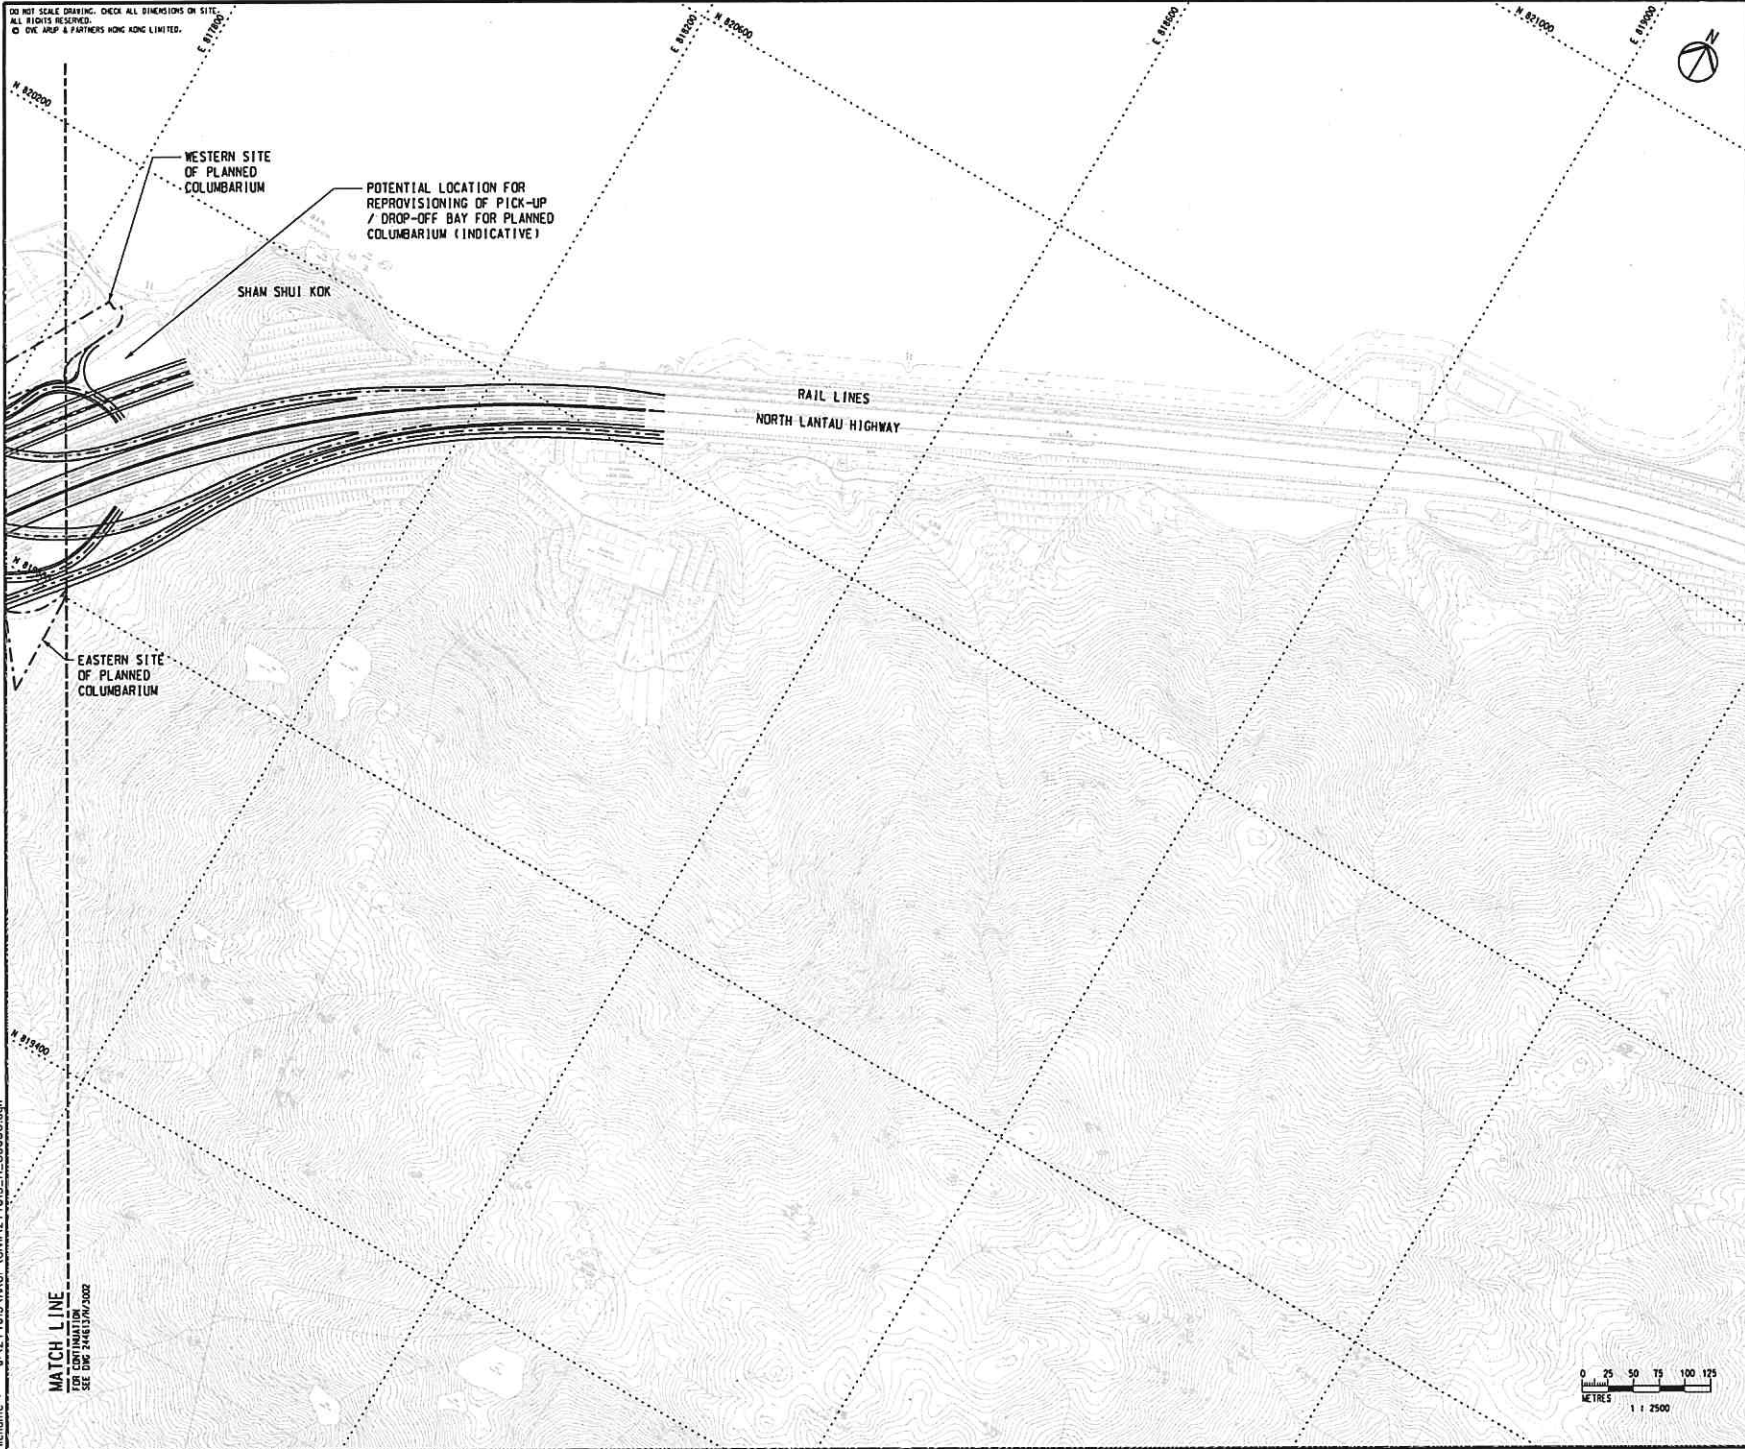 DO NOT SCALE DRAWING. CHECK ALL DIMENSIONS ON SITE.
ALL RIGHTS RESERVED.
© OVE ARUP & PARTNERS HONG KONG LIMITED.
E 817800
E 818200
N 820600
E 818600
N 821000
E 819000
N
N 820200
WESTERN SITE
OF PLANNED
COLUMBARIUM
POTENTIAL LOCATION FOR
REPROVISIONING OF PICK-UP
/ DROP-OFF BAY FOR PLANNED
COLUMBARIUM (INDICATIVE)
SHAM SHUI KOK
RAIL LINES
NORTH LANTAU HIGHWAY
EASTERN SITE
OF PLANNED
COLUMBARIUM
N 819400
MATCH LINE
FOR CONTINUATION
SEE DWG 244613/H/3002
0 25 50 75 100 125
METRES
1 : 2500